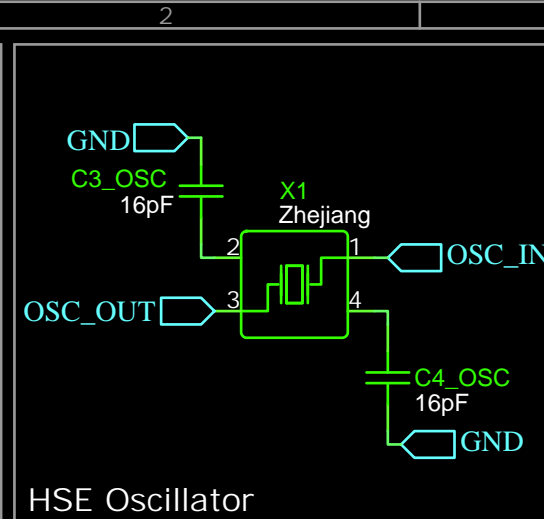 2
GND
C3_OSC
16pF
X1
Zhejiang
2
1
OSC_IN
OSC_OUT
3
4
C4_OSC
16pF
GND
HSE Oscillator